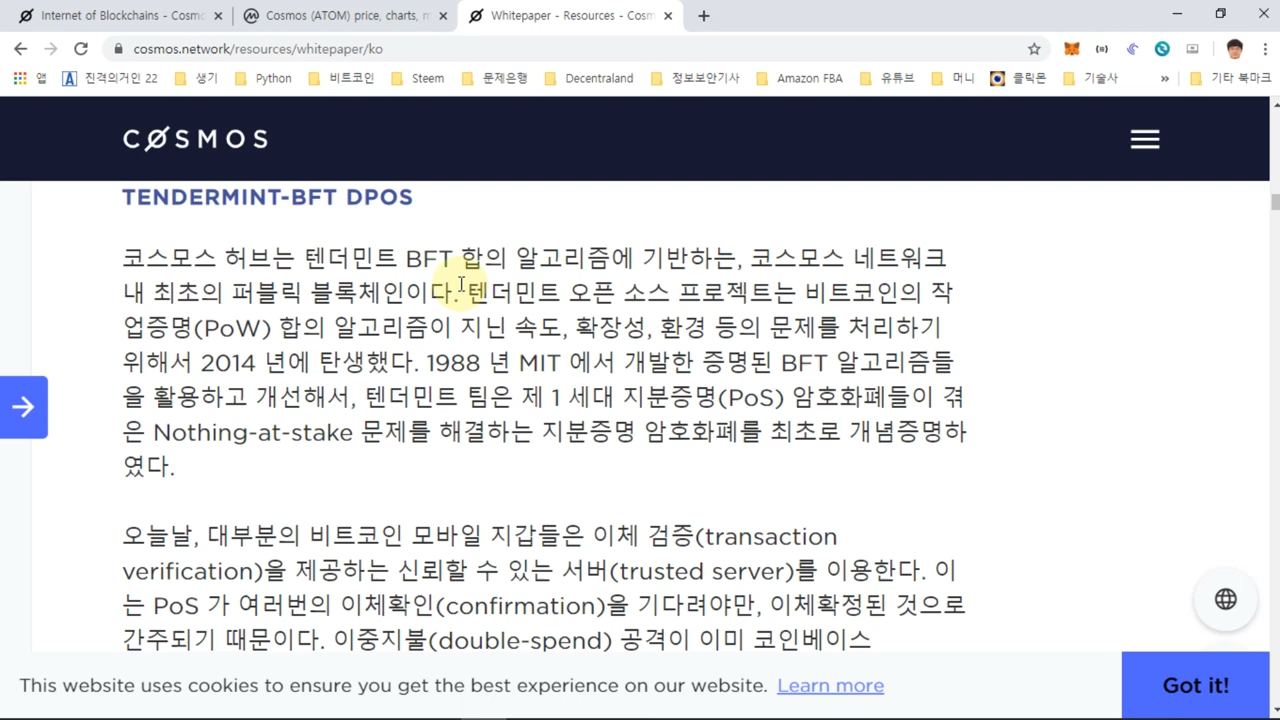 Internet of Blockchains - Cosmo
Cosmos (ATOM) price, charts, m
Whitepaper - Resources - Cosm
cosmos.network/resources/whitepaper/ko
앱
진격의거인 22
생기
Python
비트코인
Steem
문제은행
Decentraland
정보보안기사
Amazon FBA
유튜브
머니
클릭몬
기술사
»
기타 북마크
CØSMOS
TENDERMINT-BFT DPOS
코스모스 허브는 텐더민트 BFT 합의 알고리즘에 기반하는, 코스모스 네트워크
내 최초의 퍼블릭 블록체인이다. 텐더민트 오픈 소스 프로젝트는 비트코인의 작
업증명(PoW) 합의 알고리즘이 지닌 속도, 확장성, 환경 등의 문제를 처리하기
위해서 2014 년에 탄생했다. 1988 년 MIT 에서 개발한 증명된 BFT 알고리즘들
을 활용하고 개선해서, 텐더민트 팀은 제 1 세대 지분증명(PoS) 암호화폐들이 겪
은 Nothing-at-stake 문제를 해결하는 지분증명 암호화폐를 최초로 개념증명하
였다.
오늘날, 대부분의 비트코인 모바일 지갑들은 이체 검증(transaction
verification)을 제공하는 신뢰할 수 있는 서버(trusted server)를 이용한다. 이
는 PoS 가 여러번의 이체확인(confirmation)을 기다려야만, 이체확정된 것으로
간주되기 때문이다. 이중지불(double-spend) 공격이 이미 코인베이스
This website uses cookies to ensure you get the best experience on our website. Learn more
Got it!